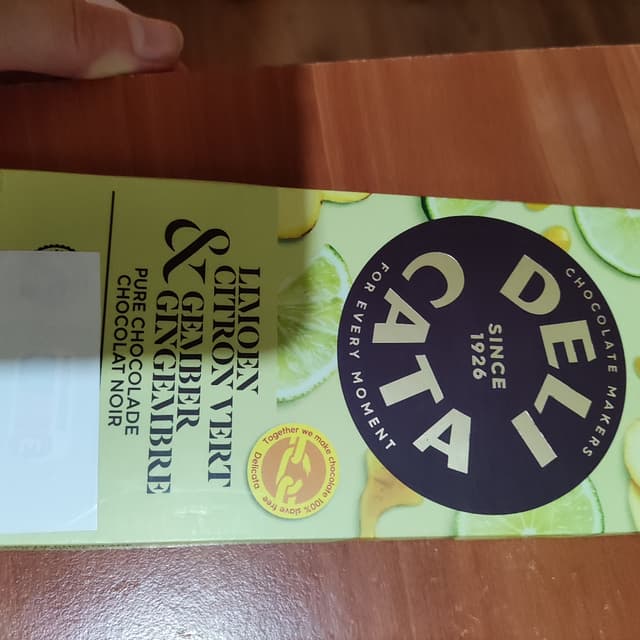 CHOCOLATE MAKERS
DELI
SINCE
1926
CATA
FOR EVERY MOMENT
Together we make chocolate 100% slave free
Delicata
LIMOEN
CITRON VERT
& GEMBER
GINGEMBRE
PURE CHOCOLADE
CHOCOLAT NOIR